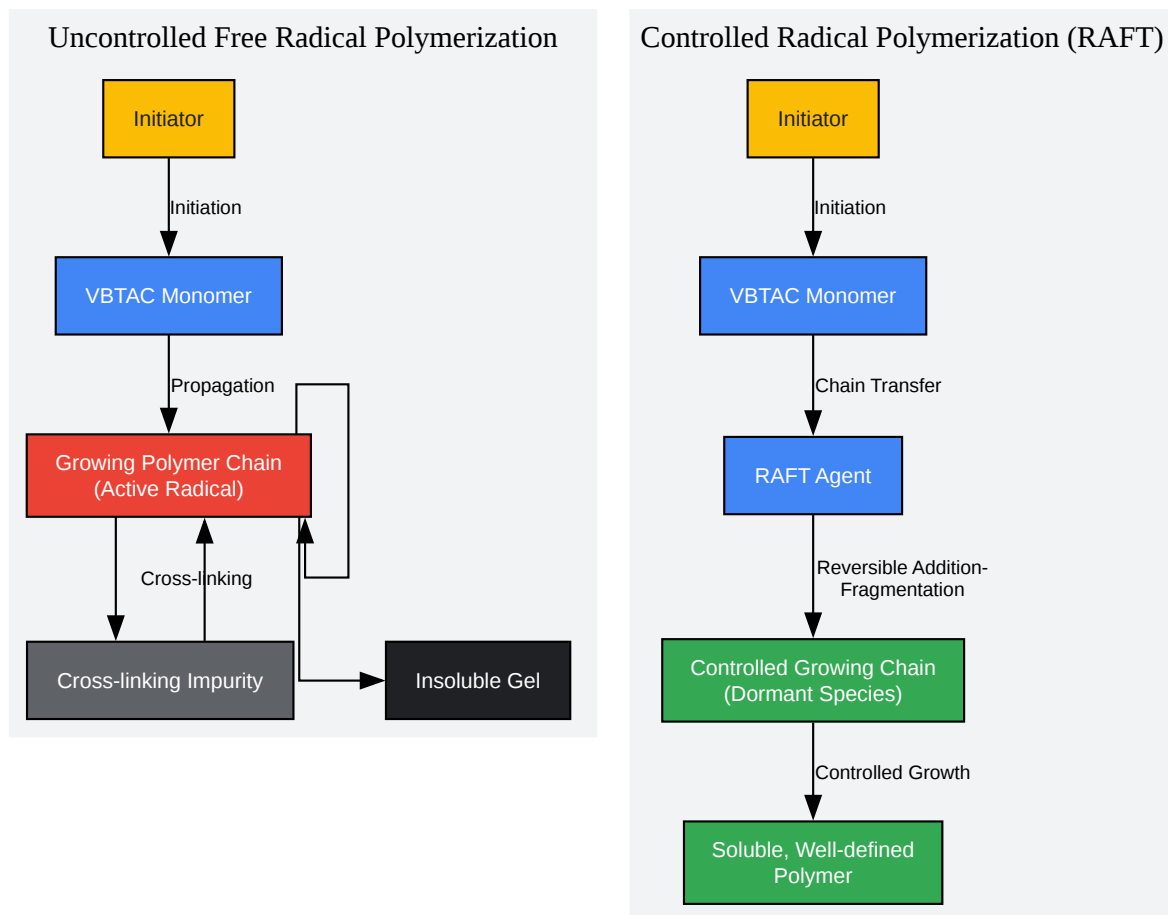 Uncontrolled Free Radical Polymerization
Initiator
Initiation
VBTAC Monomer
Propagation
Growing Polymer Chain
(Active Radical)
Cross-linking
Cross-linking Impurity
Insoluble Gel
Controlled Radical Polymerization (RAFT)
Initiator
Initiation
VBTAC Monomer
Chain Transfer
RAFT Agent
Reversible Addition-
Fragmentation
Controlled Growing Chain
(Dormant Species)
Controlled Growth
Soluble, Well-defined
Polymer